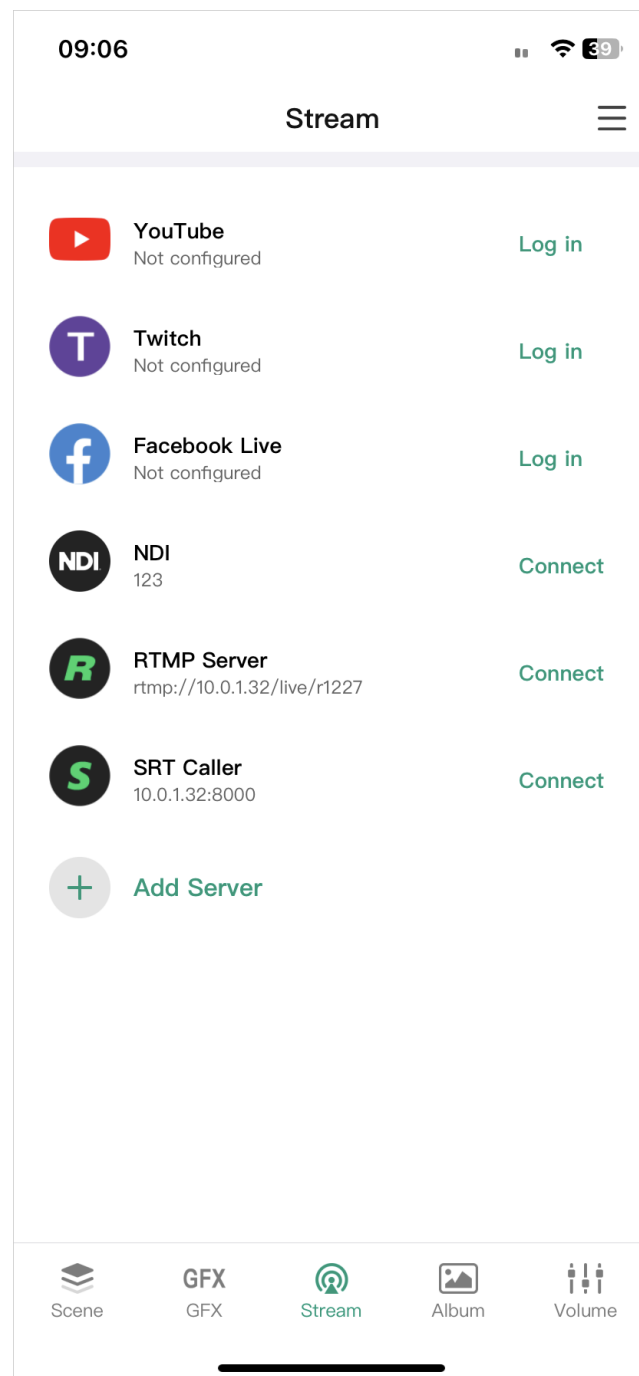 09:06
39
Stream
YouTube
Not configured
Log in
T
Twitch
Not configured
Log in
f
Facebook Live
Not configured
Log in
NDI
NDI
123
Connect
R
RTMP Server
rtmp://10.0.1.32/live/r1227
Connect
S
SRT Caller
10.0.1.32:8000
Connect
+
Add Server
GFX
Scene
GFX
Stream
Album
Volume